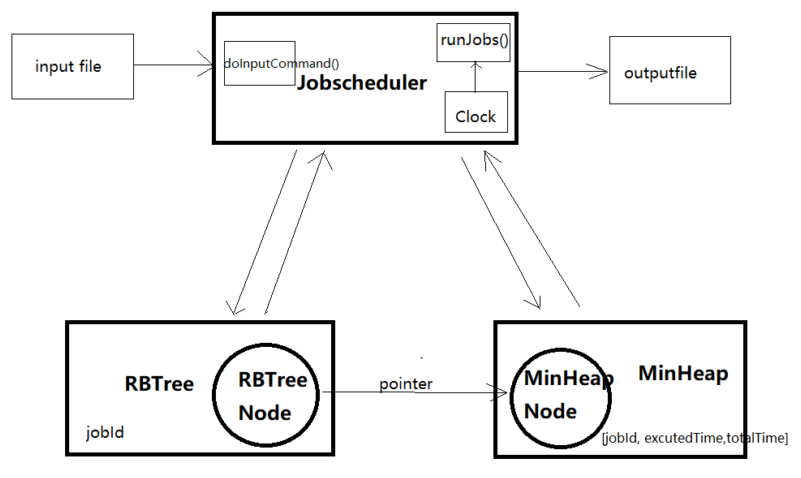 input file
doInputCommand()
Jobscheduler
runJobs()
Clock
outputfile
RBTree
RBTree
Node
jobId
pointer
MinHeap
Node
MinHeap
[jobId, excutedTime,totalTime]